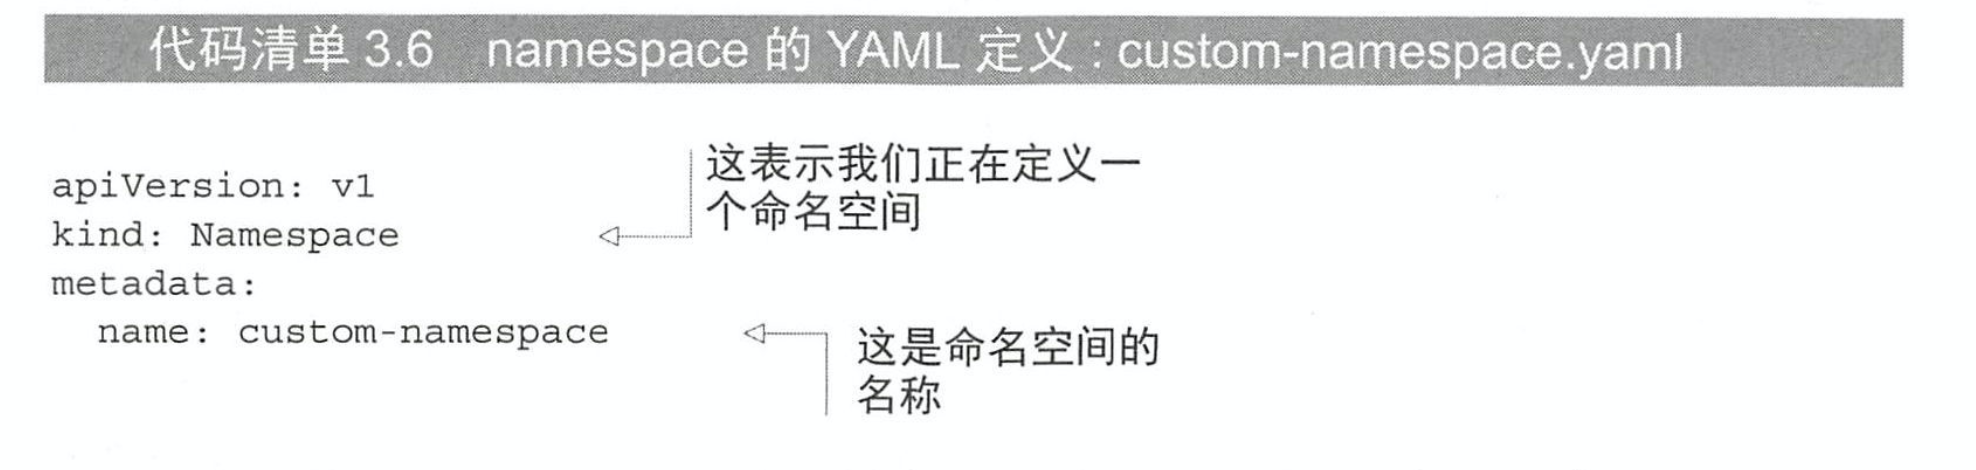 代码清单 3.6 namespace 的 YAML 定义 : custom-namespace.yaml
apiVersion: v1
kind: Namespace
metadata:
  name: custom-namespace
这表示我们正在定义一
个命名空间
这是命名空间的
名称